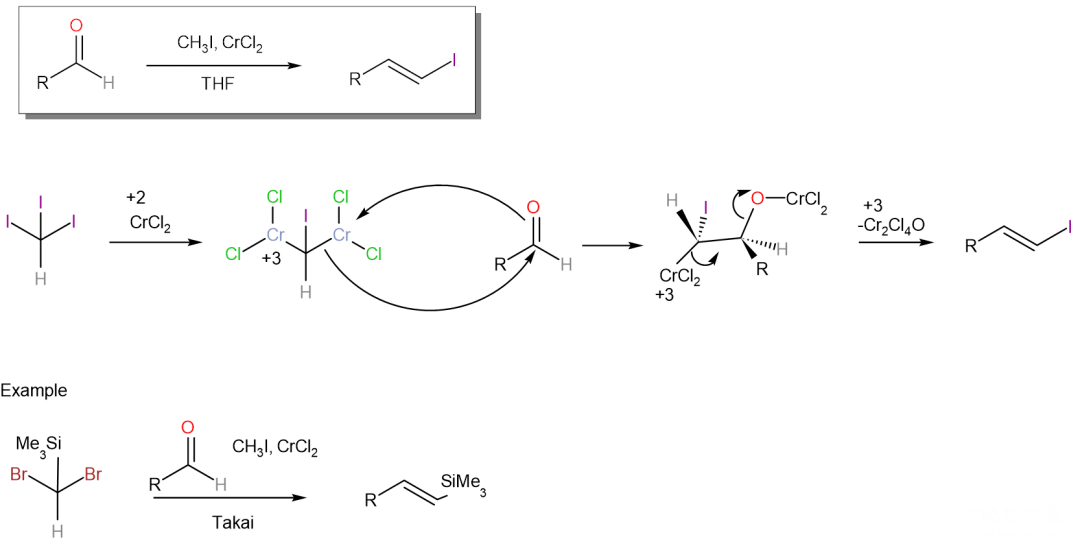 O
R H
CH3I, CrCl2
THF
R I
I I I
H
+2
CrCl2
Cl Cl
I
Cr Cr
Cl +3 Cl
H
O
R H
H I O CrCl2
H
R
CrCl2
+3
+3
-Cr2Cl4O
R I
Example
Me3Si
Br Br
H
O
R H
CH3I, CrCl2
Takai
R SiMe3